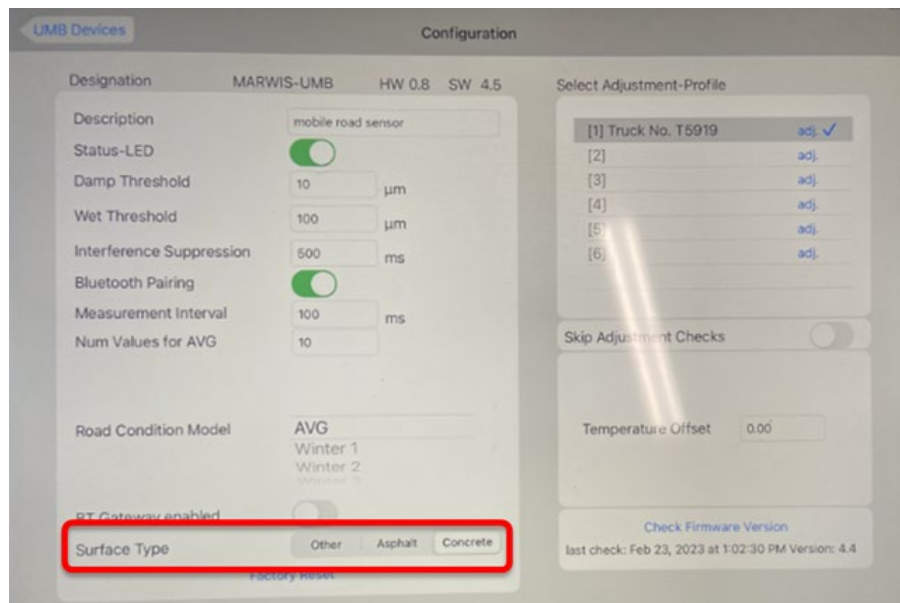 UMB Devices
Configuration
Designation MARWIS-UMB HW 0.8 SW 4.5
Description mobile road sensor
Status-LED
Damp Threshold 10 µm
Wet Threshold 100 µm
Interference Suppression 500 ms
Bluetooth Pairing
Measurement Interval 100 ms
Num Values for AVG 10
Road Condition Model AVG
Winter 1
Winter 2
Winter 3
BT Gateway enabled
Surface Type Other Asphalt Concrete
Factory Reset
Select Adjustment-Profile
[1] Truck No. T5919 adj. ✓
[2] adj.
[3] adj.
[4] adj.
[5] adj.
[6] adj.
Skip Adjustment Checks
Temperature Offset 0.00
Check Firmware Version
last check: Feb 23, 2023 at 1:02:30 PM Version: 4.4